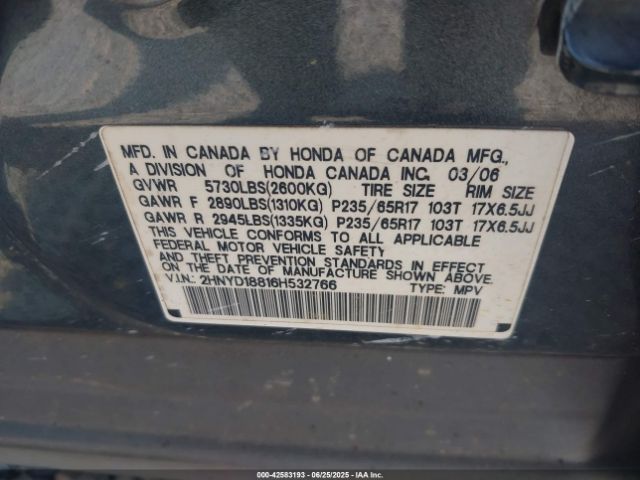 MFD. IN CANADA BY HONDA OF CANADA MFG.,
A DIVISION OF HONDA CANADA INC. 03/06
GVWR 5730LBS(2600KG) TIRE SIZE RIM SIZE
GAWR F 2890LBS(1310KG) P235/65R17 103T 17X6.5JJ
GAWR R 2945LBS(1335KG) P235/65R17 103T 17X6.5JJ
THIS VEHICLE CONFORMS TO ALL APPLICABLE
FEDERAL MOTOR VEHICLE SAFETY
AND THEFT PREVENTION STANDARDS IN EFFECT
ON THE DATE OF MANUFACTURE SHOWN ABOVE.
V.I.N.: 2HNYD18816H532766 TYPE: MPV
000-42583193 - 06/25/2025 - IAA Inc.